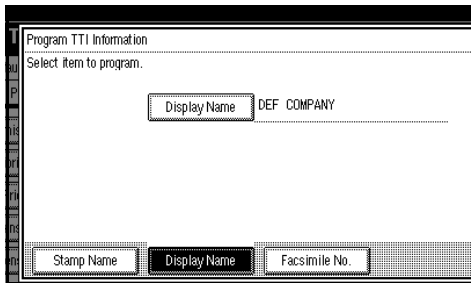 Program TTI Information
Select item to program.
Display Name DEF COMPANY
Stamp Name Display Name Facsimile No.